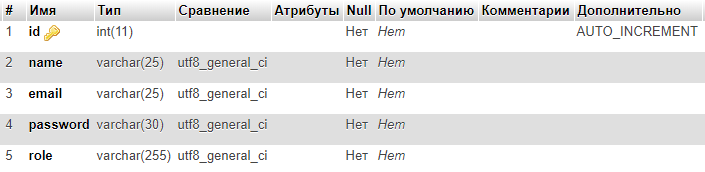 # Имя Тип Сравнение Атрибуты Null По умолчанию Комментарии Дополнительно
1 id int(11) Нет Нет AUTO_INCREMENT
2 name varchar(25) utf8_general_ci Нет Нет
3 email varchar(25) utf8_general_ci Нет Нет
4 password varchar(30) utf8_general_ci Нет Нет
5 role varchar(255) utf8_general_ci Нет Нет